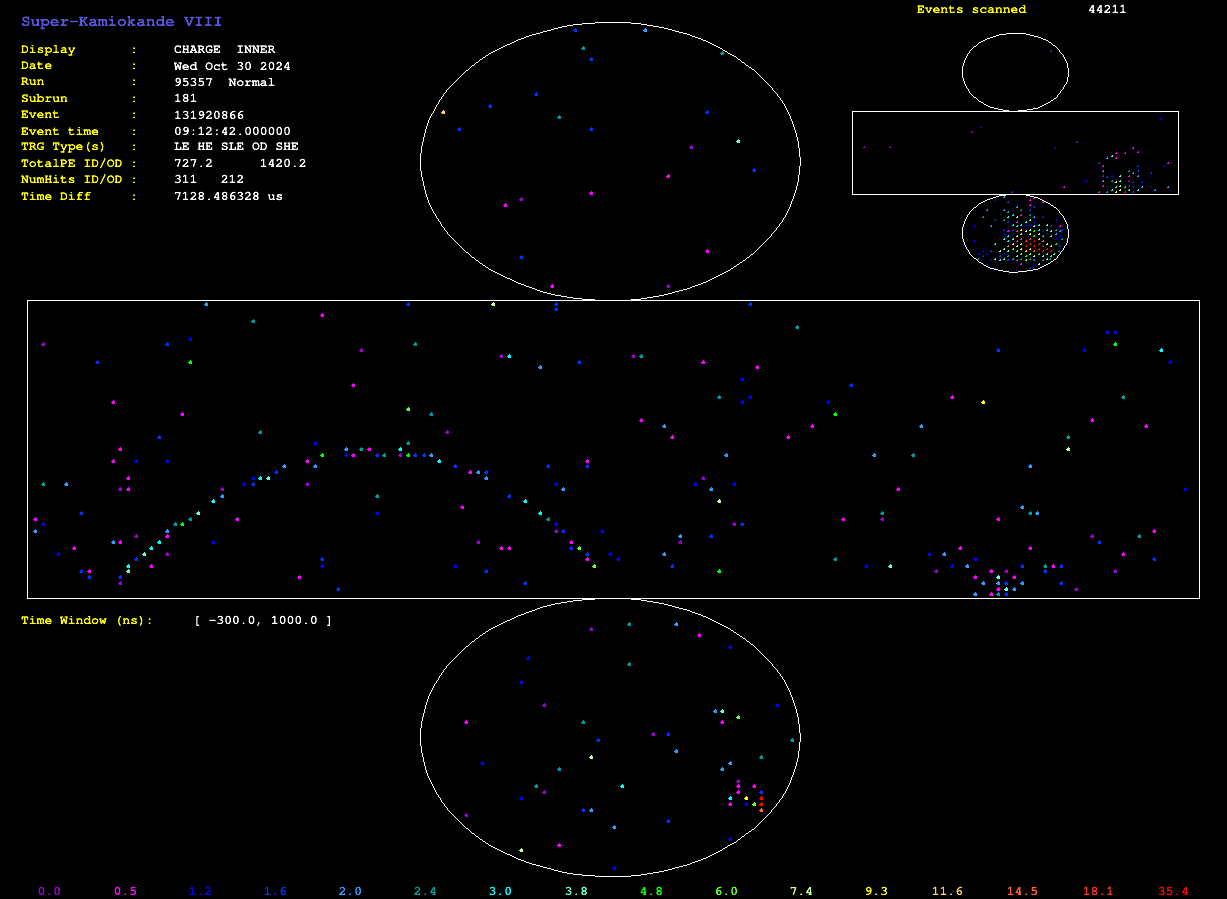 Super-Kamiokande VIII
Events scanned 44211
Display : CHARGE INNER
Date : Wed Oct 30 2024
Run : 95357 Normal
Subrun : 181
Event : 131920866
Event time : 09:12:42.000000
TRG Type(s) : LE HE SLE OD SHE
TotalPE ID/OD : 727.2 1420.2
NumHits ID/OD : 311 212
Time Diff : 7128.486328 us
Time Window (ns): [ -300.0, 1000.0 ]
0.0 0.5 1.2 1.6 2.0 2.4 3.0 3.8 4.8 6.0 7.4 9.3 11.6 14.5 18.1 35.4